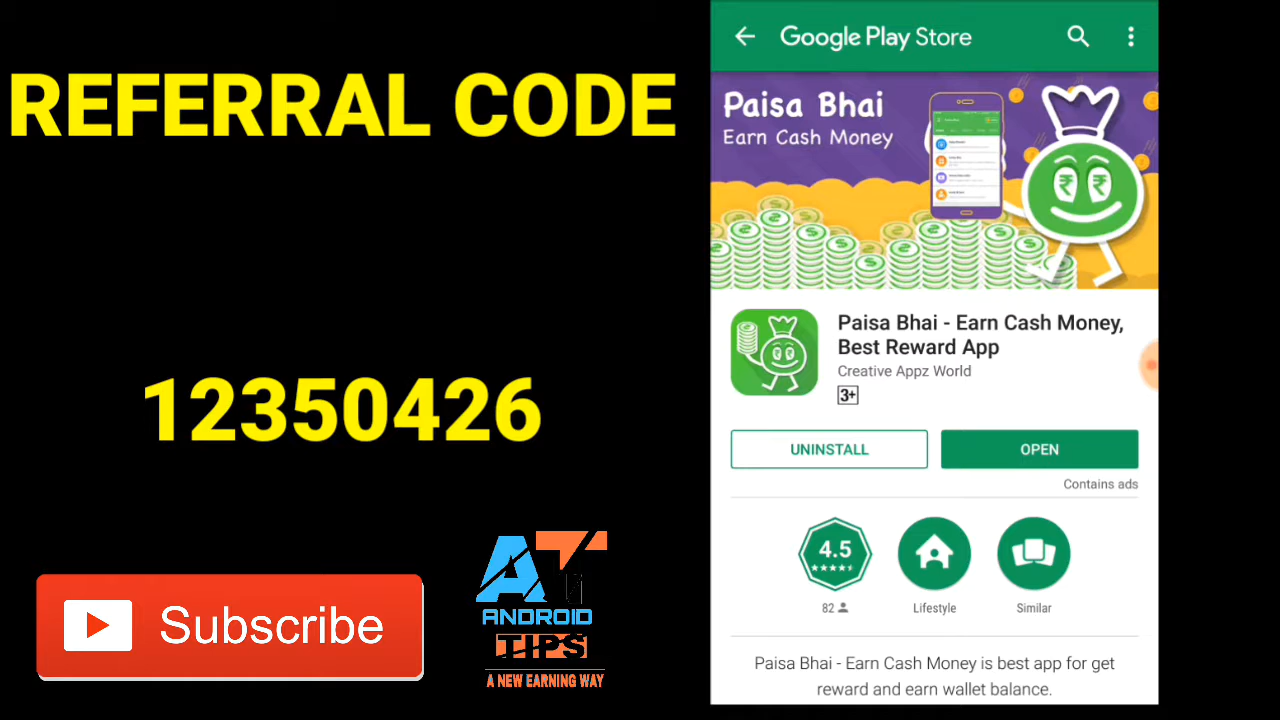 REFERRAL CODE
12350426
Subscribe
AT
ANDROID
TIPS
A NEW EARNING WAY
Google Play Store
Paisa Bhai
Earn Cash Money
Paisa Bhai - Earn Cash Money,
Best Reward App
Creative Appz World
3+
UNINSTALL
OPEN
Contains ads
4.5
82
Lifestyle
Similar
Paisa Bhai - Earn Cash Money is best app for get
reward and earn wallet balance.